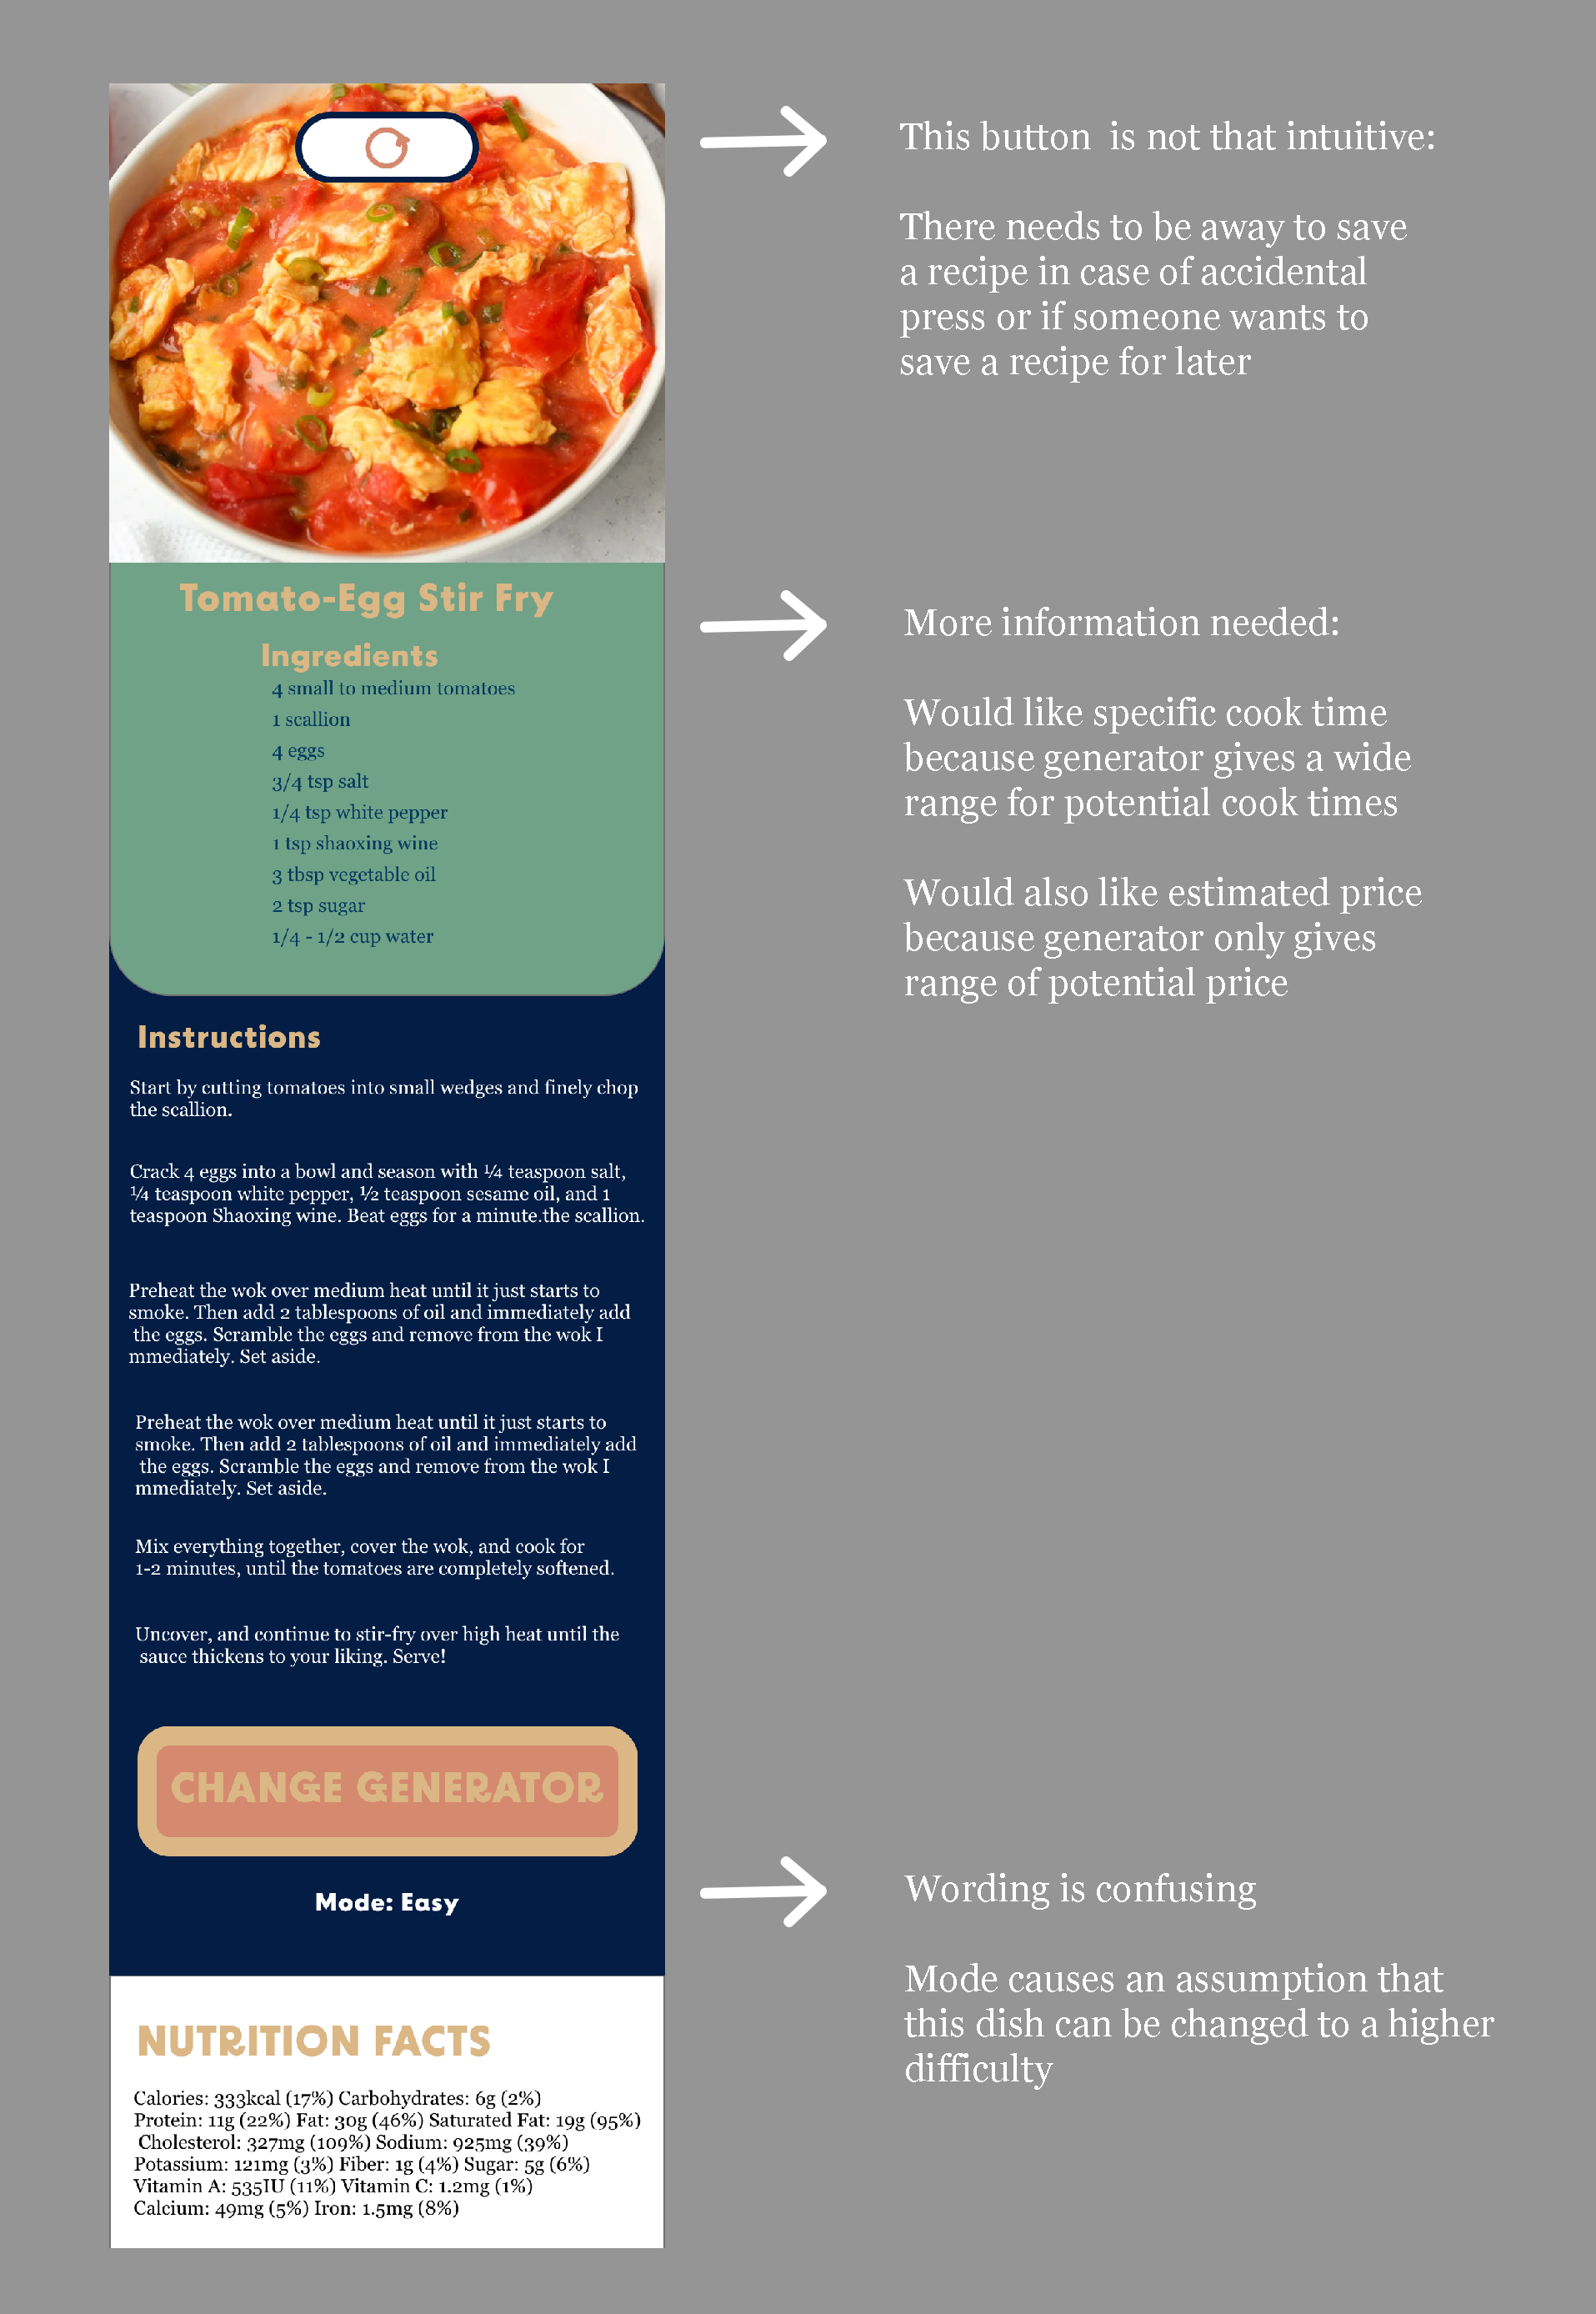 This button  is not that intuitive:
There needs to be away to save
a recipe in case of accidental
press or if someone wants to
save a recipe for later
Tomato-Egg Stir Fry
Ingredients
4 small to medium tomatoes
1 scallion
4 eggs
3/4 tsp salt
1/4 tsp white pepper
1 tsp shaoxing wine
3 tbsp vegetable oil
2 tsp sugar
1/4 - 1/2 cup water
More information needed:
Would like specific cook time
because generator gives a wide
range for potential cook times
Would also like estimated price
because generator only gives
range of potential price
Instructions
Start by cutting tomatoes into small wedges and finely chop
the scallion.
Crack 4 eggs into a bowl and season with ¼ teaspoon salt,
¼ teaspoon white pepper, ½ teaspoon sesame oil, and 1
teaspoon Shaoxing wine. Beat eggs for a minute.the scallion.
Preheat the wok over medium heat until it just starts to
smoke. Then add 2 tablespoons of oil and immediately add
the eggs. Scramble the eggs and remove from the wok I
mmediately. Set aside.
Preheat the wok over medium heat until it just starts to
smoke. Then add 2 tablespoons of oil and immediately add
the eggs. Scramble the eggs and remove from the wok I
mmediately. Set aside.
Mix everything together, cover the wok, and cook for
1-2 minutes, until the tomatoes are completely softened.
Uncover, and continue to stir-fry over high heat until the
sauce thickens to your liking. Serve!
CHANGE GENERATOR
Mode: Easy
Wording is confusing
Mode causes an assumption that
this dish can be changed to a higher
difficulty
NUTRITION FACTS
Calories: 333kcal (17%) Carbohydrates: 6g (2%)
Protein: 11g (22%) Fat: 30g (46%) Saturated Fat: 19g (95%)
Cholesterol: 327mg (109%) Sodium: 925mg (39%)
Potassium: 121mg (3%) Fiber: 1g (4%) Sugar: 5g (6%)
Vitamin A: 535IU (11%) Vitamin C: 1.2mg (1%)
Calcium: 49mg (5%) Iron: 1.5mg (8%)